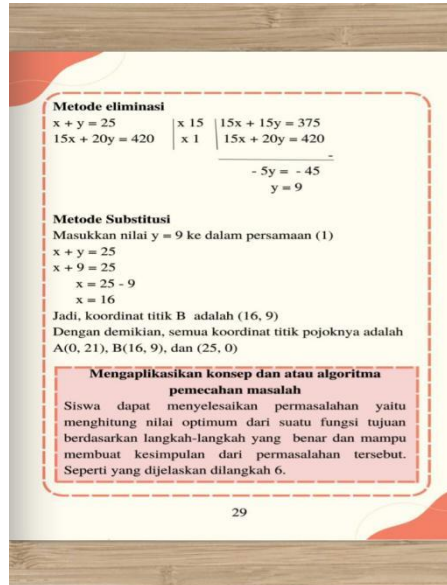 Metode eliminasi
x + y = 25 | x 15 | 15x + 15y = 375
15x + 20y = 420 | x 1 | 15x + 20y = 420
-
- 5y = - 45
y = 9
Metode Substitusi
Masukkan nilai y = 9 ke dalam persamaan (1)
x + y = 25
x + 9 = 25
x = 25 - 9
x = 16
Jadi, koordinat titik B adalah (16, 9)
Dengan demikian, semua koordinat titik pojoknya adalah
A(0, 21), B(16, 9), dan (25, 0)
Mengaplikasikan konsep dan atau algoritma
pemecahan masalah
Siswa dapat menyelesaikan permasalahan yaitu
menghitung nilai optimum dari suatu fungsi tujuan
berdasarkan langkah-langkah yang benar dan mampu
membuat kesimpulan dari permasalahan tersebut.
Seperti yang dijelaskan dilangkah 6.
29